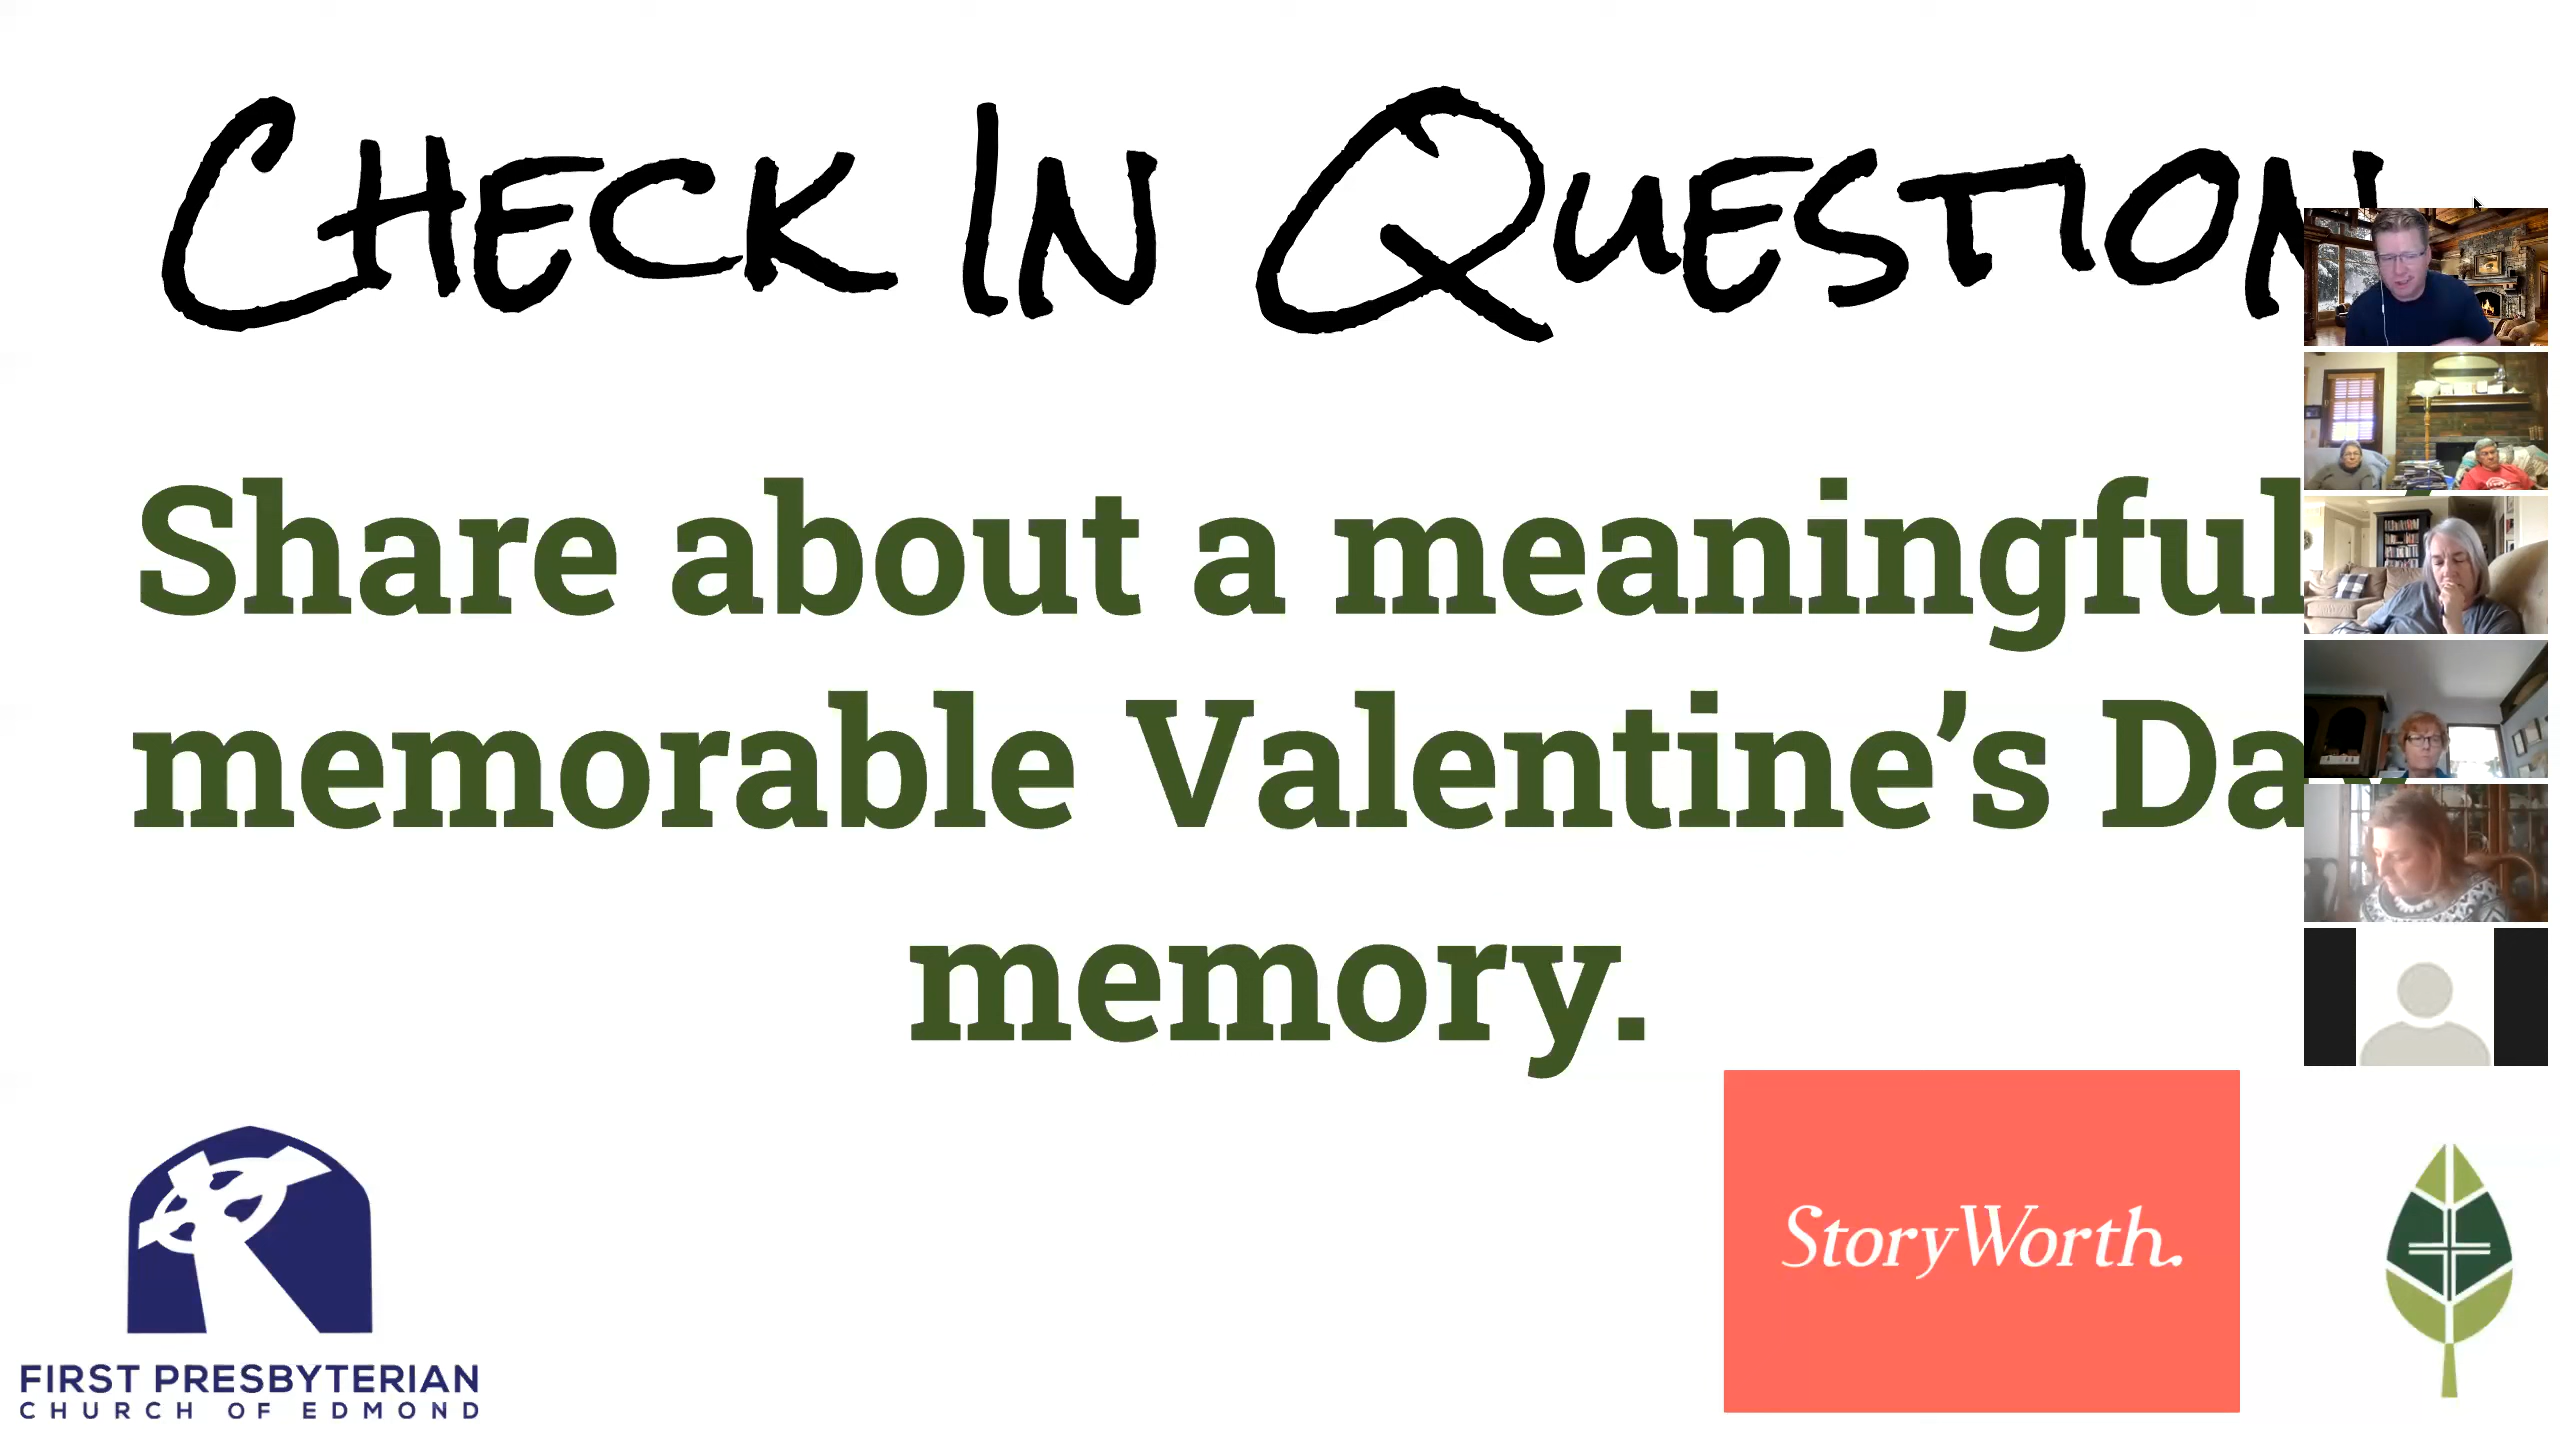 CHECK IN QUESTION
Share about a meaningful
memorable Valentine’s Day
memory.
StoryWorth.
FIRST PRESBYTERIAN
CHURCH OF EDMOND